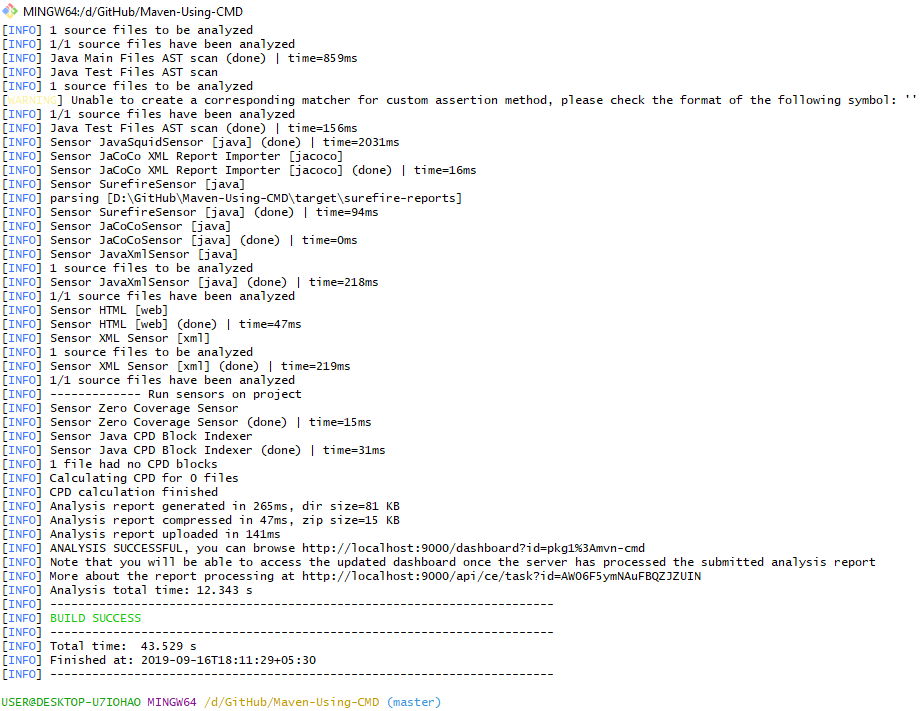 MINGW64:/d/GitHub/Maven-Using-CMD
[INFO] 1 source files to be analyzed
[INFO] 1/1 source files have been analyzed
[INFO] Java Main Files AST scan (done) | time=859ms
[INFO] Java Test Files AST scan
[INFO] 1 source files to be analyzed
[WARNING] Unable to create a corresponding matcher for custom assertion method, please check the format of the following symbol: ''
[INFO] 1/1 source files have been analyzed
[INFO] Java Test Files AST scan (done) | time=156ms
[INFO] Sensor JavaSquidSensor [java] (done) | time=2031ms
[INFO] Sensor JaCoCo XML Report Importer [jacoco]
[INFO] Sensor JaCoCo XML Report Importer [jacoco] (done) | time=16ms
[INFO] Sensor SurefireSensor [java]
[INFO] parsing [D:\GitHub\Maven-Using-CMD\target\surefire-reports]
[INFO] Sensor SurefireSensor [java] (done) | time=94ms
[INFO] Sensor JaCoCoSensor [java]
[INFO] Sensor JaCoCoSensor [java] (done) | time=0ms
[INFO] Sensor JavaXmlSensor [java]
[INFO] 1 source files to be analyzed
[INFO] Sensor JavaXmlSensor [java] (done) | time=218ms
[INFO] 1/1 source files have been analyzed
[INFO] Sensor HTML [web]
[INFO] Sensor HTML [web] (done) | time=47ms
[INFO] Sensor XML Sensor [xml]
[INFO] 1 source files to be analyzed
[INFO] Sensor XML Sensor [xml] (done) | time=219ms
[INFO] 1/1 source files have been analyzed
[INFO] ------------- Run sensors on project
[INFO] Sensor Zero Coverage Sensor
[INFO] Sensor Zero Coverage Sensor (done) | time=15ms
[INFO] Sensor Java CPD Block Indexer
[INFO] Sensor Java CPD Block Indexer (done) | time=31ms
[INFO] 1 file had no CPD blocks
[INFO] Calculating CPD for 0 files
[INFO] CPD calculation finished
[INFO] Analysis report generated in 265ms, dir size=81 KB
[INFO] Analysis report compressed in 47ms, zip size=15 KB
[INFO] Analysis report uploaded in 141ms
[INFO] ANALYSIS SUCCESSFUL, you can browse http://localhost:9000/dashboard?id=pkg1%3Amvn-cmd
[INFO] Note that you will be able to access the updated dashboard once the server has processed the submitted analysis report
[INFO] More about the report processing at http://localhost:9000/api/ce/task?id=AW06F5ymNAuFBQZJZUIN
[INFO] Analysis total time: 12.343 s
[INFO] ------------------------------------------------------------------------
[INFO] BUILD SUCCESS
[INFO] ------------------------------------------------------------------------
[INFO] Total time:  43.529 s
[INFO] Finished at: 2019-09-16T18:11:29+05:30
[INFO] ------------------------------------------------------------------------
USER@DESKTOP-U7IOHAO MINGW64 /d/GitHub/Maven-Using-CMD (master)